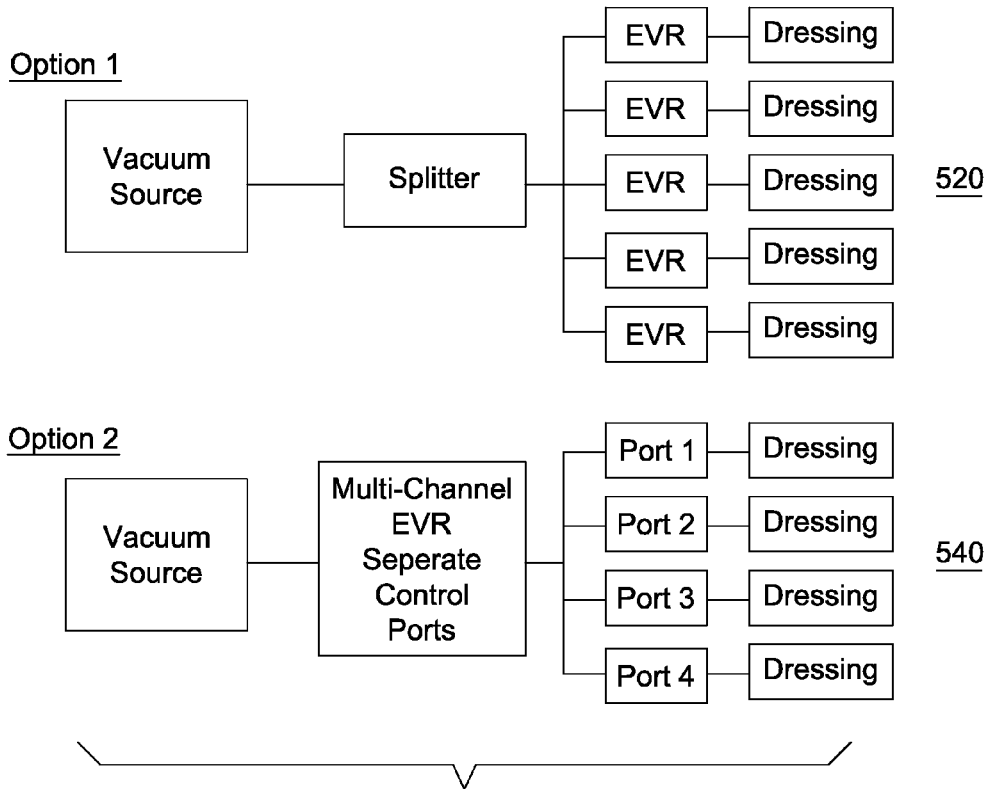 Option 1
Vacuum
Source
Splitter
EVR
Dressing
EVR
Dressing
EVR
Dressing
EVR
Dressing
EVR
Dressing
520
Option 2
Vacuum
Source
Multi-Channel
EVR
Seperate
Control
Ports
Port 1
Dressing
Port 2
Dressing
Port 3
Dressing
Port 4
Dressing
540